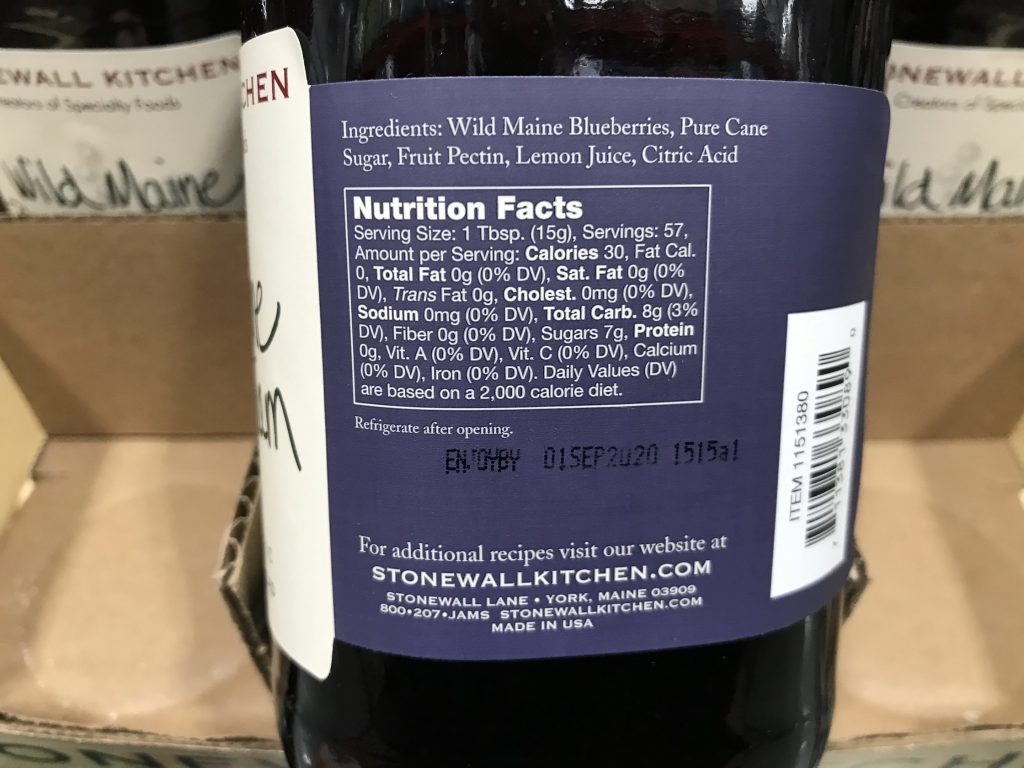 EWALL KITCHEN
reators of Specialty Foods
Wild Maine
CHEN
Ingredients: Wild Maine Blueberries, Pure Cane
Sugar, Fruit Pectin, Lemon Juice, Citric Acid
Nutrition Facts
Serving Size: 1 Tbsp. (15g), Servings: 57,
Amount per Serving: Calories 30, Fat Cal.
0, Total Fat 0g (0% DV), Sat. Fat 0g (0%
DV), Trans Fat 0g, Cholest. 0mg (0% DV),
Sodium 0mg (0% DV), Total Carb. 8g (3%
DV), Fiber 0g (0% DV), Sugars 7g, Protein
0g, Vit. A (0% DV), Vit. C (0% DV), Calcium
(0% DV), Iron (0% DV). Daily Values (DV)
are based on a 2,000 calorie diet.
Refrigerate after opening.
ENJOYBY 01SEP2020 1515a1
For additional recipes visit our website at
STONEWALLKITCHEN.COM
STONEWALL LANE • YORK, MAINE 03909
800•207•JAMS STONEWALLKITCHEN.COM
MADE IN USA
ITEM 1151380
ONEWALL
Creators of Speci
ild Mai